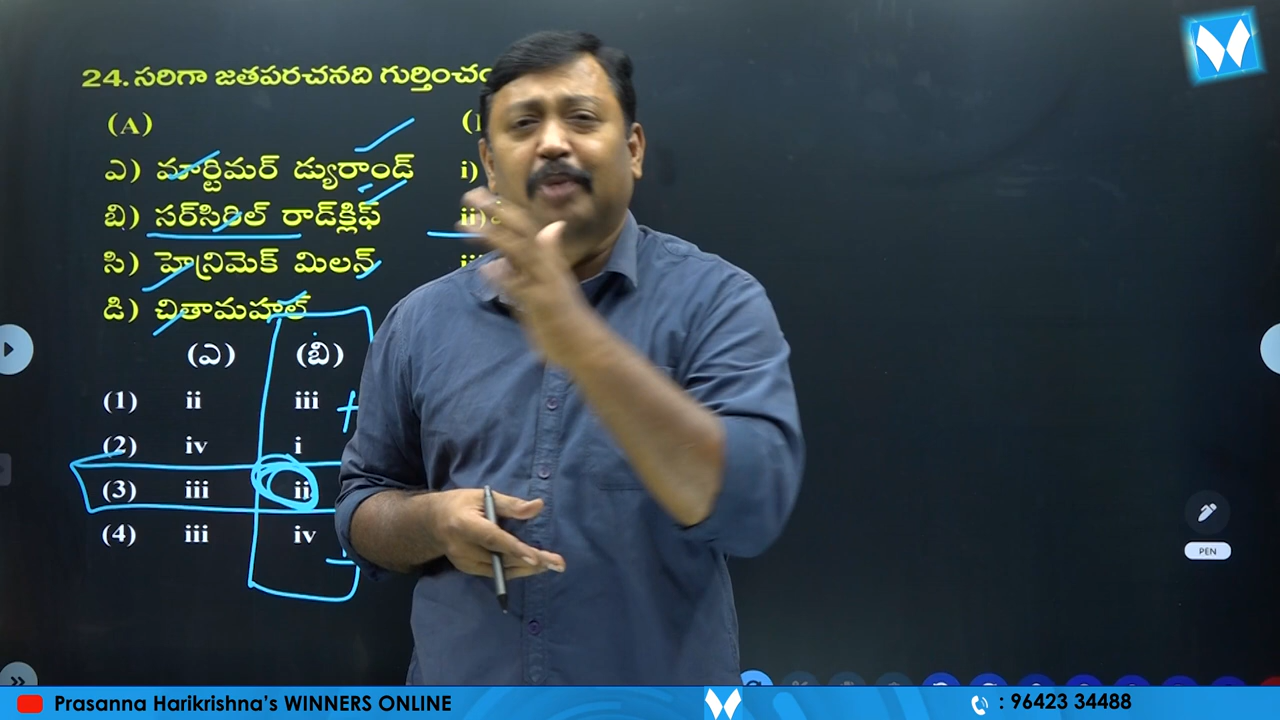 24. సరిగా జతపరచనది గుర్తించం
(A)
ఎ) మార్టిమర్ డ్యురాండ్ i)
బి) సర్‌సిరిల్ రాడ్‌క్లిఫ్ ii)
సి) హెన్రిమెక్ మిలన్
డి) చితామహల్
(ఎ) (బి)
(1) ii iii
(2) iv i
(3) iii ii
(4) iii iv
PEN
Prasanna Harikrishna's WINNERS ONLINE : 96423 34488